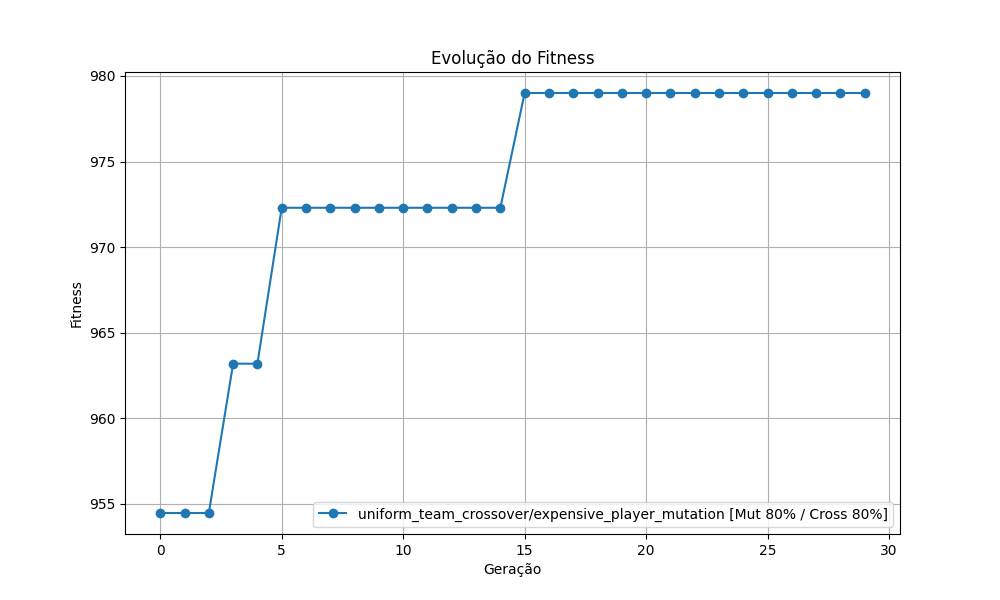 Evolução do Fitness
Fitness
980
975
970
965
960
955
uniform_team_crossover/expensive_player_mutation [Mut 80% / Cross 80%]
0 5 10 15 20 25 30
Geração